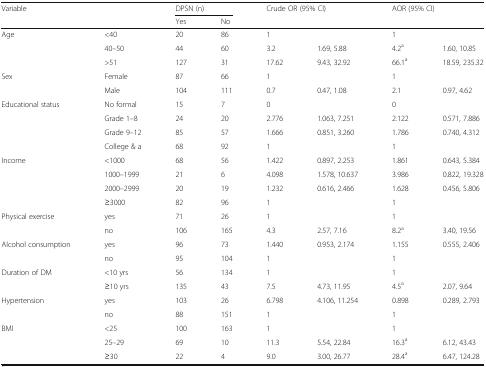 Variable DPSN (n) Crude OR (95% CI) AOR (95% CI)
Yes No
Age <40 20 86 1 1
40–50 44 60 3.2 1.69, 5.88 4.2a 1.60, 10.85
>51 127 31 17.62 9.43, 32.92 66.1a 18.59, 235.32
Sex Female 87 66 1 1
Male 104 111 0.7 0.47, 1.08 2.1 0.97, 4.62
Educational status No formal 15 7 0 0
Grade 1–8 24 20 2.776 1.063, 7.251 2.122 0.571, 7.886
Grade 9–12 85 57 1.666 0.851, 3.260 1.786 0.740, 4.312
College & a 68 92 1 1
Income <1000 68 56 1.422 0.897, 2.253 1.861 0.643, 5.384
1000–1999 21 6 4.098 1.578, 10.637 3.986 0.822, 19.328
2000–2999 20 19 1.232 0.616, 2.466 1.628 0.456, 5.806
≥3000 82 96 1 1
Physical exercise yes 71 26 1 1
no 106 165 4.3 2.57, 7.16 8.2a 3.40, 19.56
Alcohol consumption yes 96 73 1.440 0.953, 2.174 1.155 0.555, 2.406
no 95 104 1 1
Duration of DM <10 yrs 56 134 1 1
≥10 yrs 135 43 7.5 4.73, 11.95 4.5a 2.07, 9.64
Hypertension yes 103 26 6.798 4.106, 11.254 0.898 0.289, 2.793
no 88 151 1 1
BMI <25 100 163 1 1
25–29 69 10 11.3 5.54, 22.84 16.3a 6.12, 43.43
≥30 22 4 9.0 3.00, 26.77 28.4a 6.47, 124.28